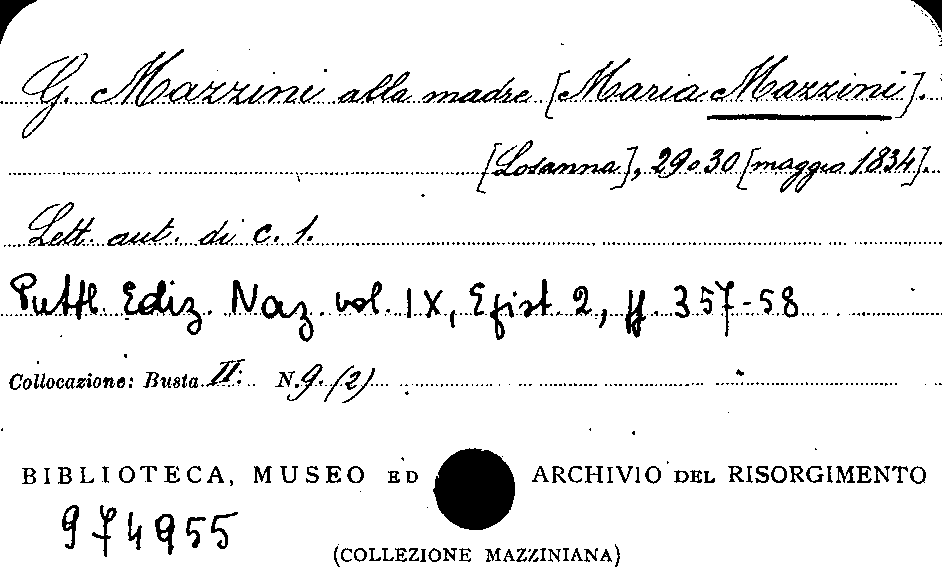 G. Mazzini alla madre [Maria Mazzini].
[Losanna], 29 o 30 [maggio 1834].
Lett. aut. di c. 1.
Pubbl. Ediz. Naz. vol. IX, Epist. 2, pp. 357-58
Collocazione: Busta II: N. 9. (2)
BIBLIOTECA, MUSEO ED ARCHIVIO DEL RISORGIMENTO
974955
(COLLEZIONE MAZZINIANA)